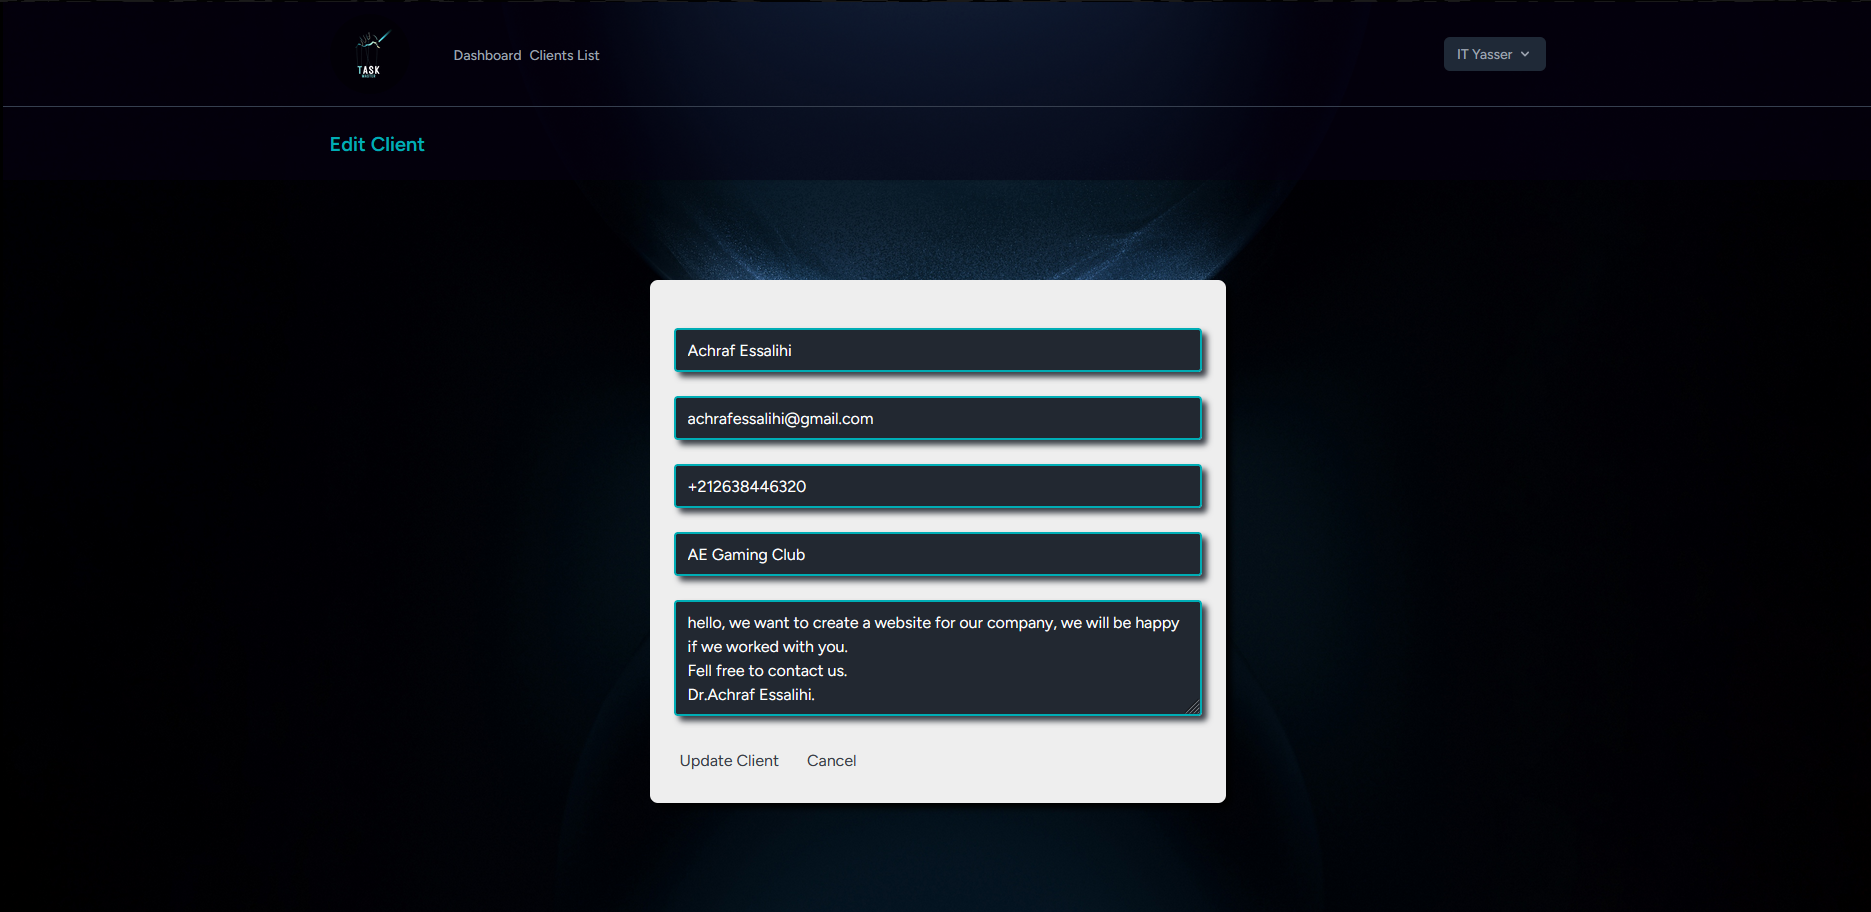 TASK
Dashboard Clients List
IT Yasser
Edit Client
Achraf Essalihi
achrafessalihi@gmail.com
+212638446320
AE Gaming Club
hello, we want to create a website for our company, we will be happy
if we worked with you.
Fell free to contact us.
Dr.Achraf Essalihi.
Update Client Cancel